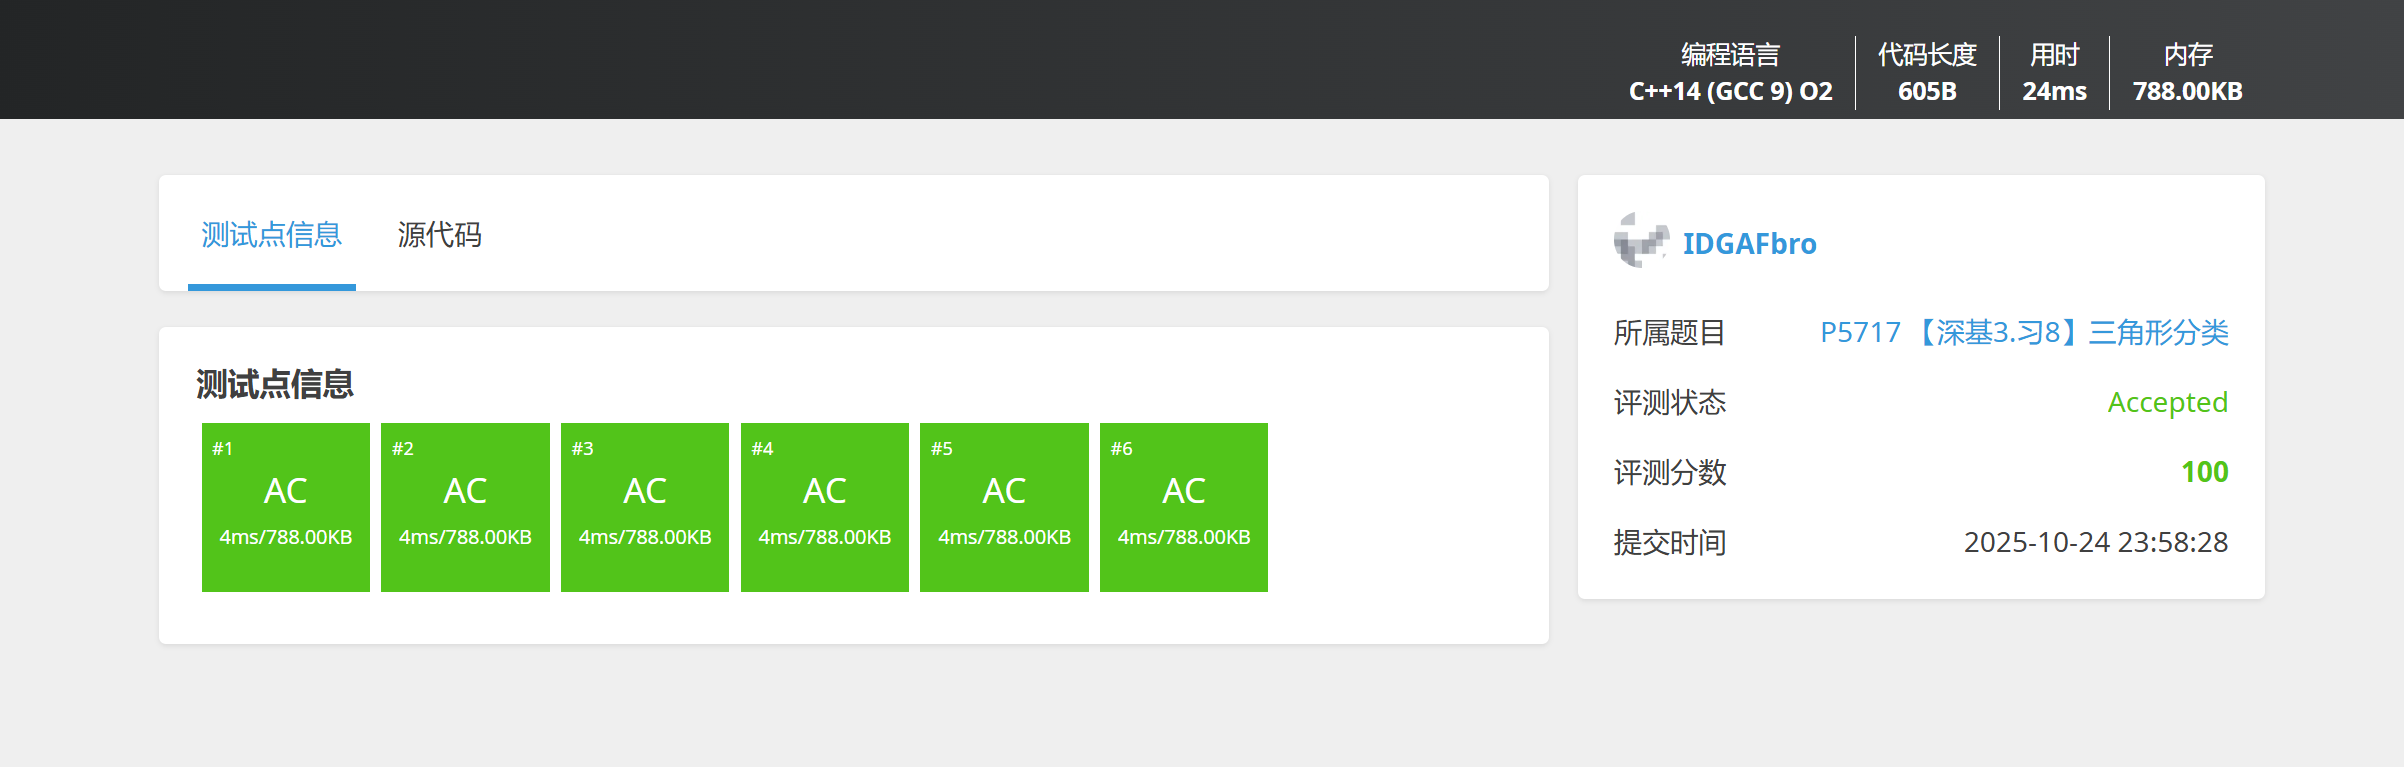 编程语言 代码长度 用时 内存
C++14 (GCC 9) O2 605B 24ms 788.00KB
测试点信息 源代码
测试点信息
#1 #2 #3 #4 #5 #6
AC AC AC AC AC AC
4ms/788.00KB 4ms/788.00KB 4ms/788.00KB 4ms/788.00KB 4ms/788.00KB 4ms/788.00KB
IDGAFbro
所属题目 P5717 【深基3.习8】三角形分类
评测状态 Accepted
评测分数 100
提交时间 2025-10-24 23:58:28